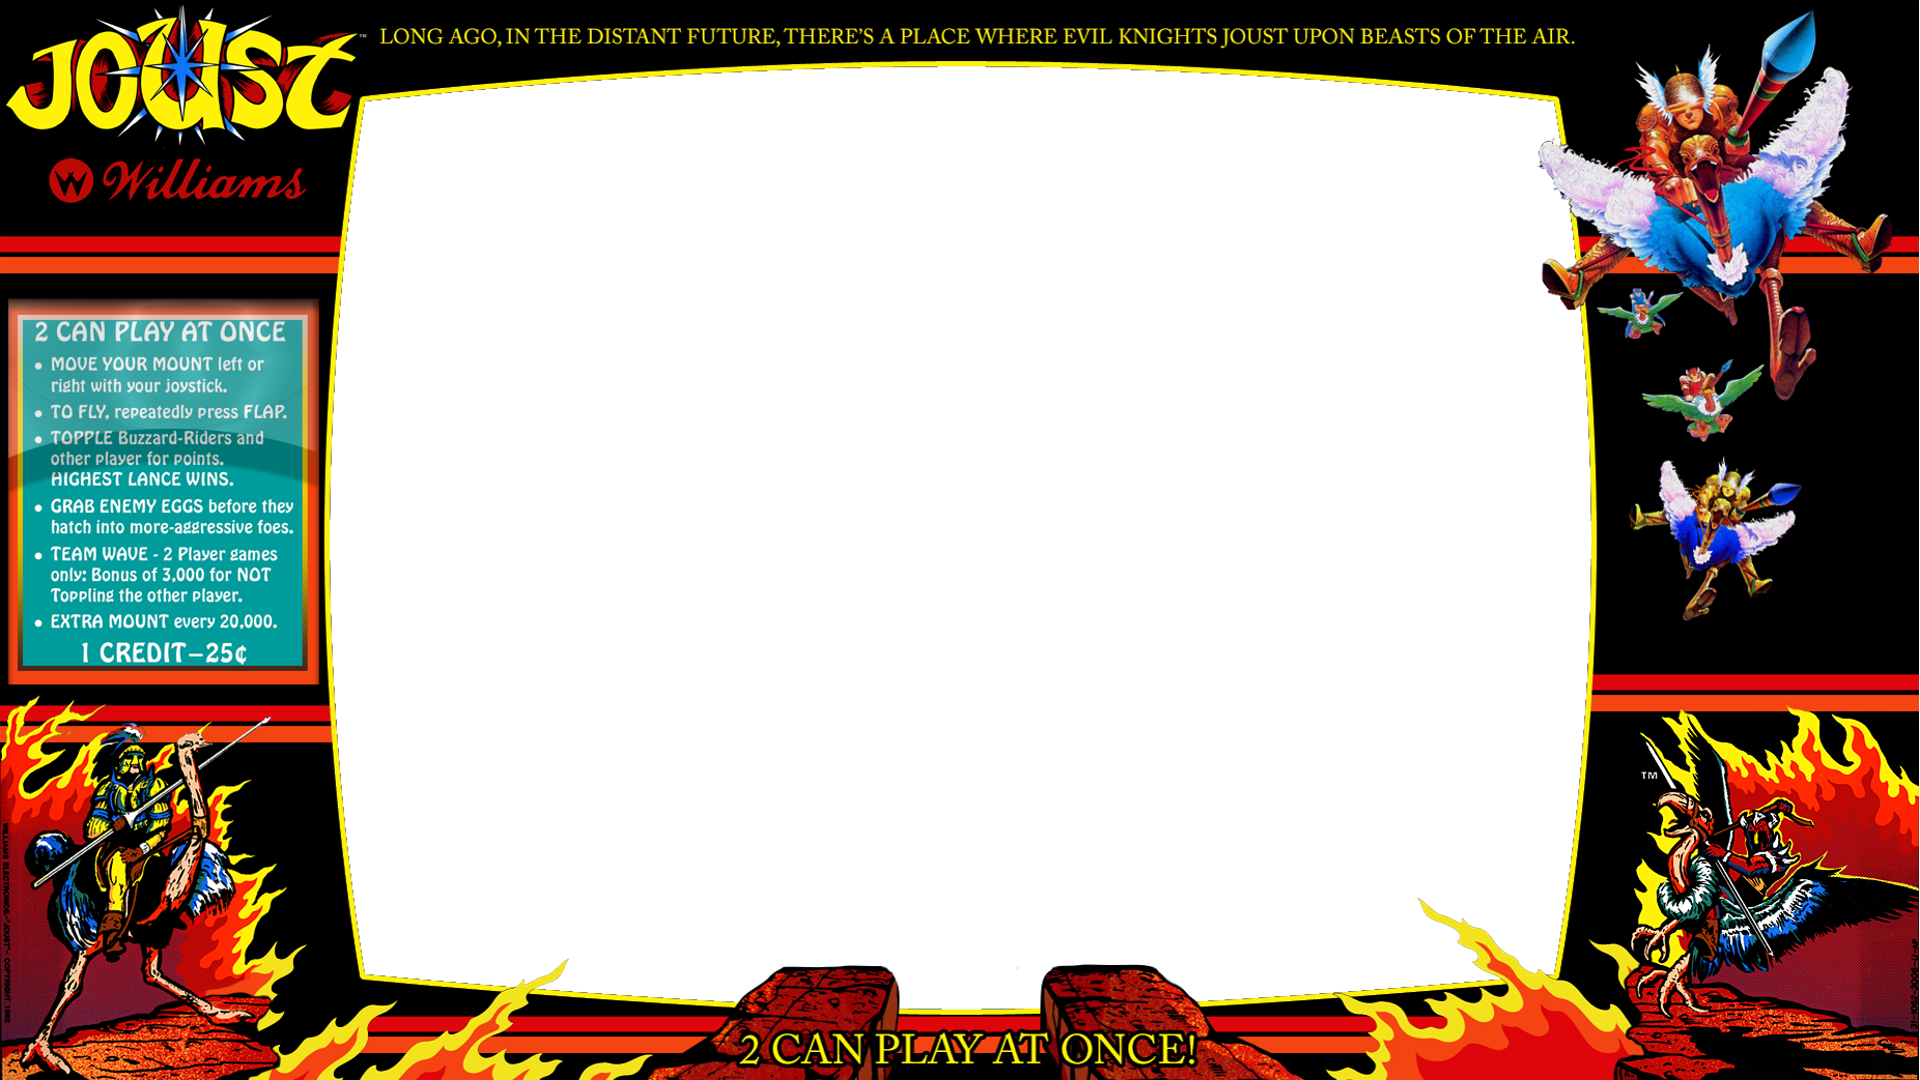 JOUST™
LONG AGO, IN THE DISTANT FUTURE, THERE'S A PLACE WHERE EVIL KNIGHTS JOUST UPON BEASTS OF THE AIR.
W Williams
2 CAN PLAY AT ONCE
• MOVE YOUR MOUNT left or
right with your joystick.
• TO FLY, repeatedly press FLAP.
• TOPPLE Buzzard-Riders and
other player for points.
HIGHEST LANCE WINS.
• GRAB ENEMY EGGS before they
hatch into more-aggressive foes.
• TEAM WAVE - 2 Player games
only: Bonus of 3,000 for NOT
Toppling the other player.
• EXTRA MOUNT every 20,000.
1 CREDIT–25¢
TM
2 CAN PLAY AT ONCE!